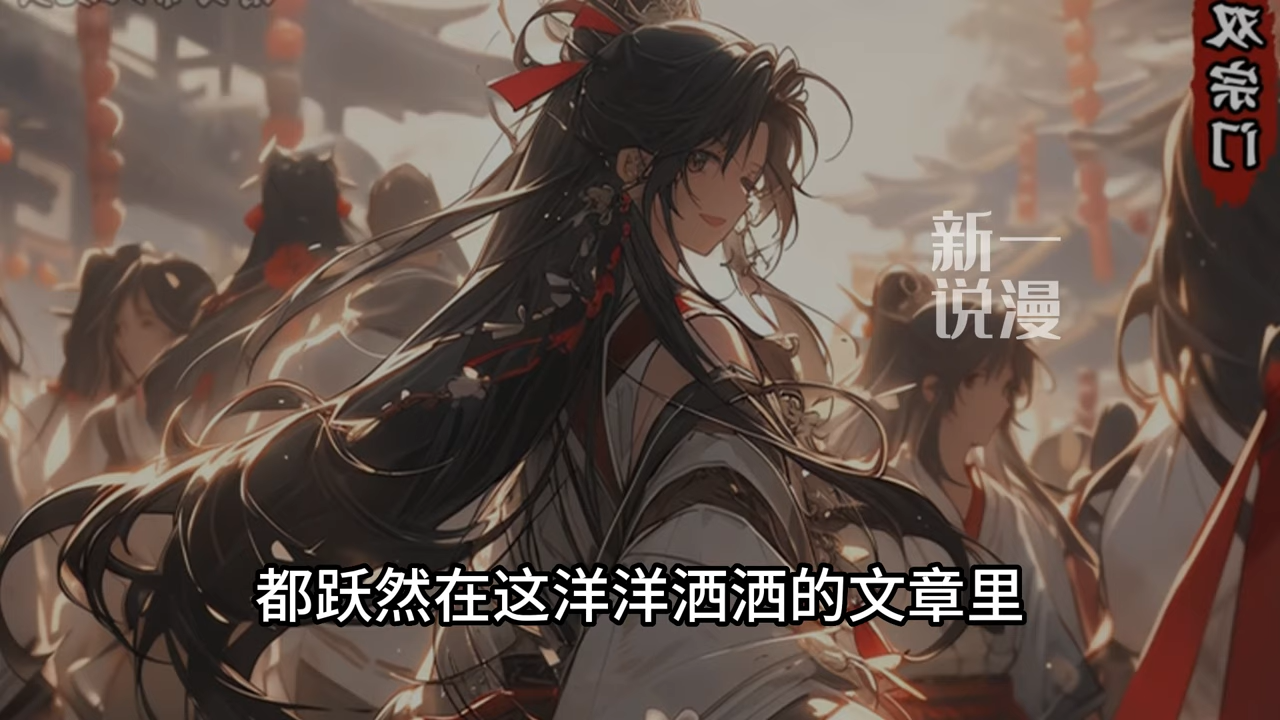 双宗门
新一
说漫
都跃然在这洋洋洒洒的文章里